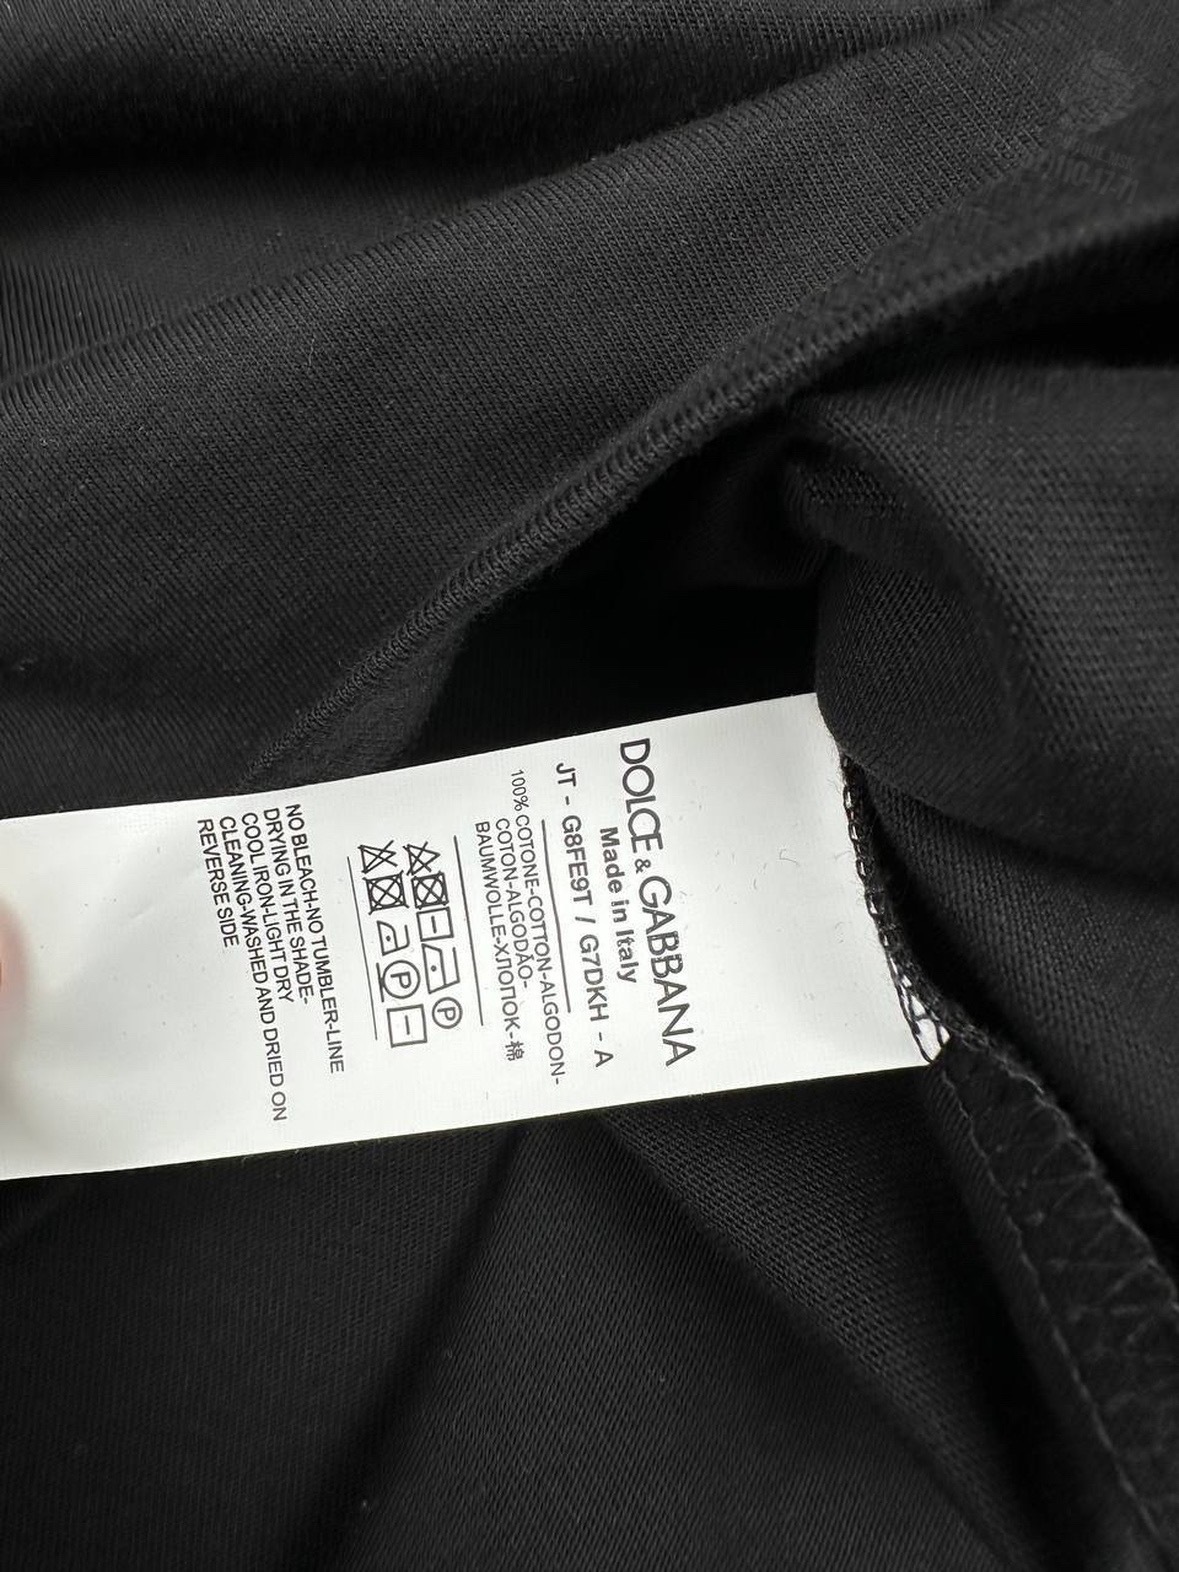 DOLCE & GABBANA
Made in Italy
JT - G8FE9T / G7DKH - A
100% COTONE-COTTON-ALGODON-
COTON-ALGODÃO-
BAUMWOLLE-ХЛОПОК-棉
P
P
NO BLEACH-NO TUMBLER-LINE
DRYING IN THE SHADE-
COOL IRON-LIGHT DRY
CLEANING-WASHED AND DRIED ON
REVERSE SIDE